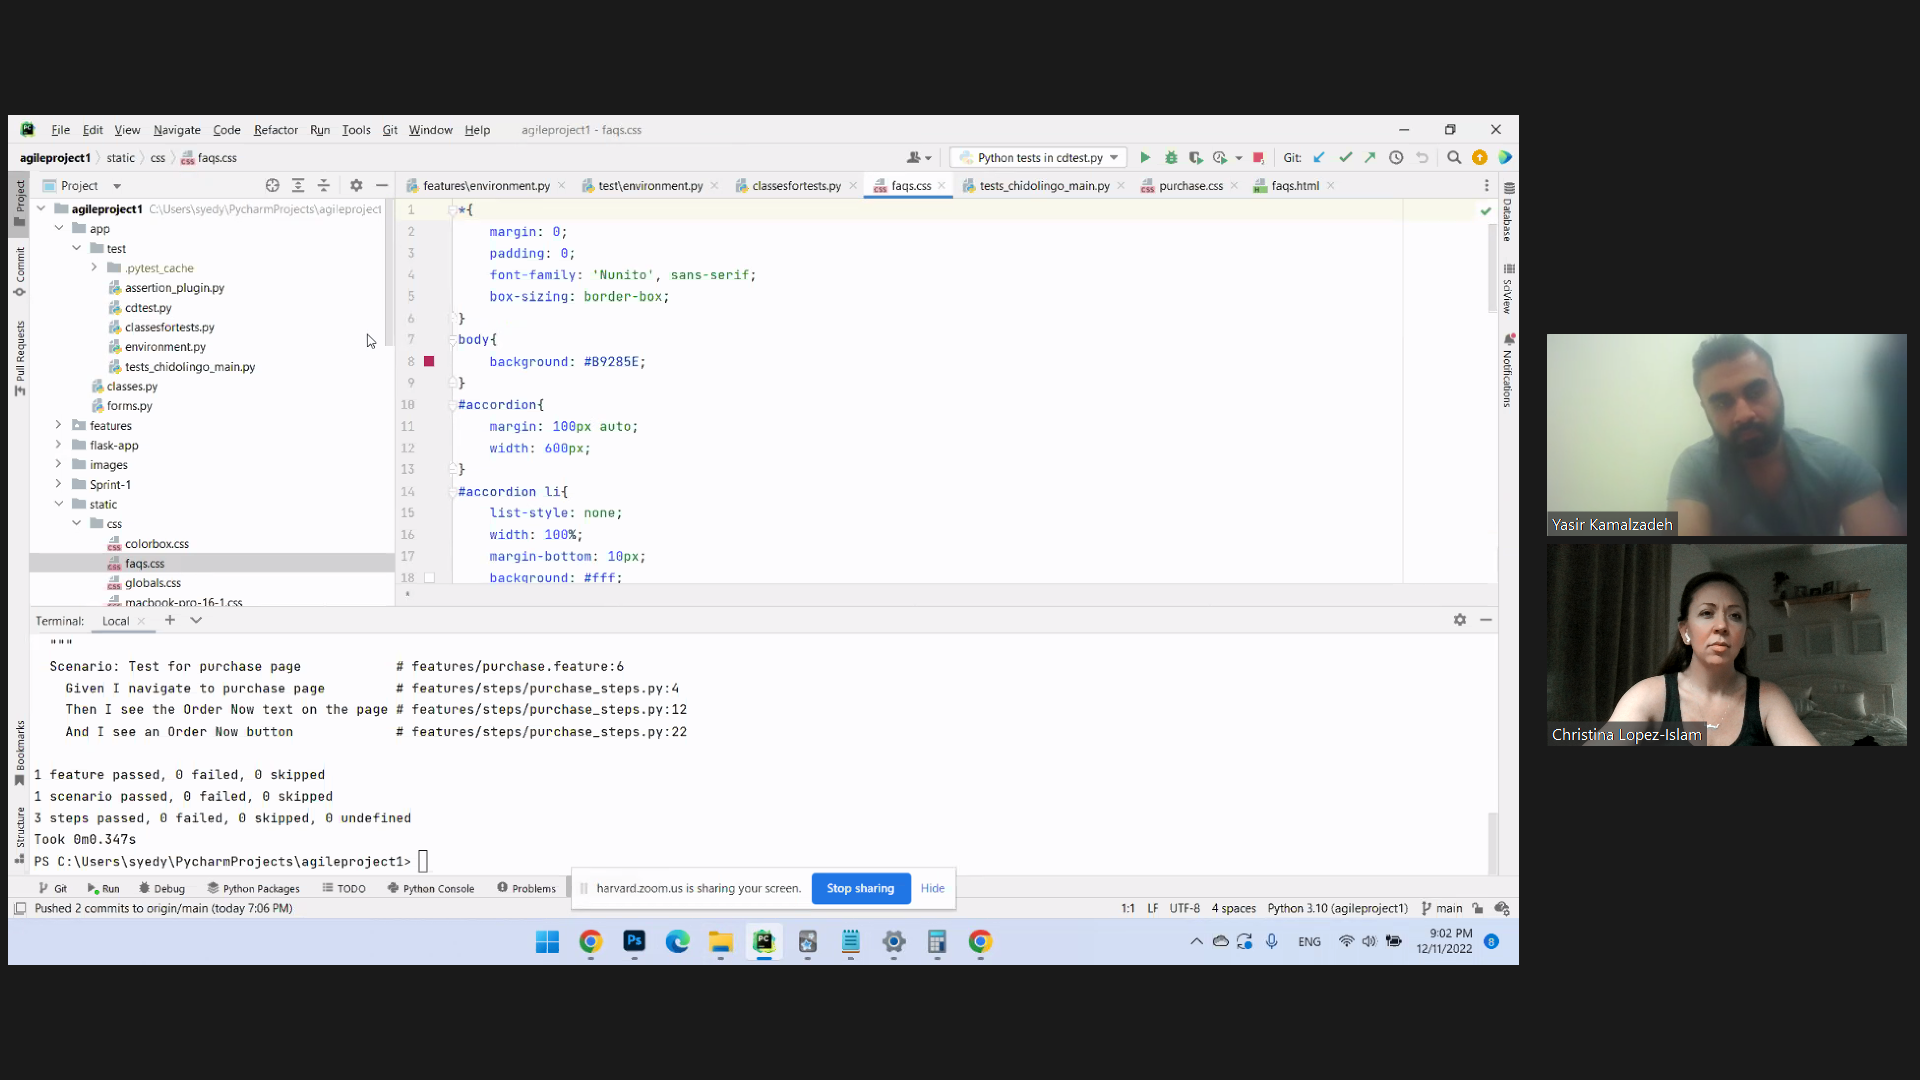 File Edit View Navigate Code Refactor Run Tools Git Window Help agileproject1 - faqs.css
agileproject1 static css faqs.css
Python tests in cdtest.py Git:
Project
features\environment.py test\environment.py classesfortests.py faqs.css tests_chidolingo_main.py purchase.css faqs.html
Project
Commit
Pull Requests
Bookmarks
Structure
agileproject1 C:\Users\syedy\PycharmProjects\agileproject
app
test
.pytest_cache
assertion_plugin.py
cdtest.py
classesfortests.py
environment.py
tests_chidolingo_main.py
classes.py
forms.py
features
flask-app
images
Sprint-1
static
css
colorbox.css
faqs.css
globals.css
macbook-pro-16-1.css
1 *{
2 margin: 0;
3 padding: 0;
4 font-family: 'Nunito', sans-serif;
5 box-sizing: border-box;
6 }
7 body{
8 background: #B9285E;
9 }
10 #accordion{
11 margin: 100px auto;
12 width: 600px;
13 }
14 #accordion li{
15 list-style: none;
16 width: 100%;
17 margin-bottom: 10px;
18 background: #fff;
Database
SciView
Notifications
Terminal: Local
"""
Scenario: Test for purchase page # features/purchase.feature:6
Given I navigate to purchase page # features/steps/purchase_steps.py:4
Then I see the Order Now text on the page # features/steps/purchase_steps.py:12
And I see an Order Now button # features/steps/purchase_steps.py:22
1 feature passed, 0 failed, 0 skipped
1 scenario passed, 0 failed, 0 skipped
3 steps passed, 0 failed, 0 skipped, 0 undefined
Took 0m0.347s
PS C:\Users\syedy\PycharmProjects\agileproject1>
Git Run Debug Python Packages TODO Python Console Problems
harvard.zoom.us is sharing your screen. Stop sharing Hide
Pushed 2 commits to origin/main (today 7:06 PM)
1:1 LF UTF-8 4 spaces Python 3.10 (agileproject1) main
Ps
PC
ENG
9:02 PM
12/11/2022
8
Yasir Kamalzadeh
Christina Lopez-Islam